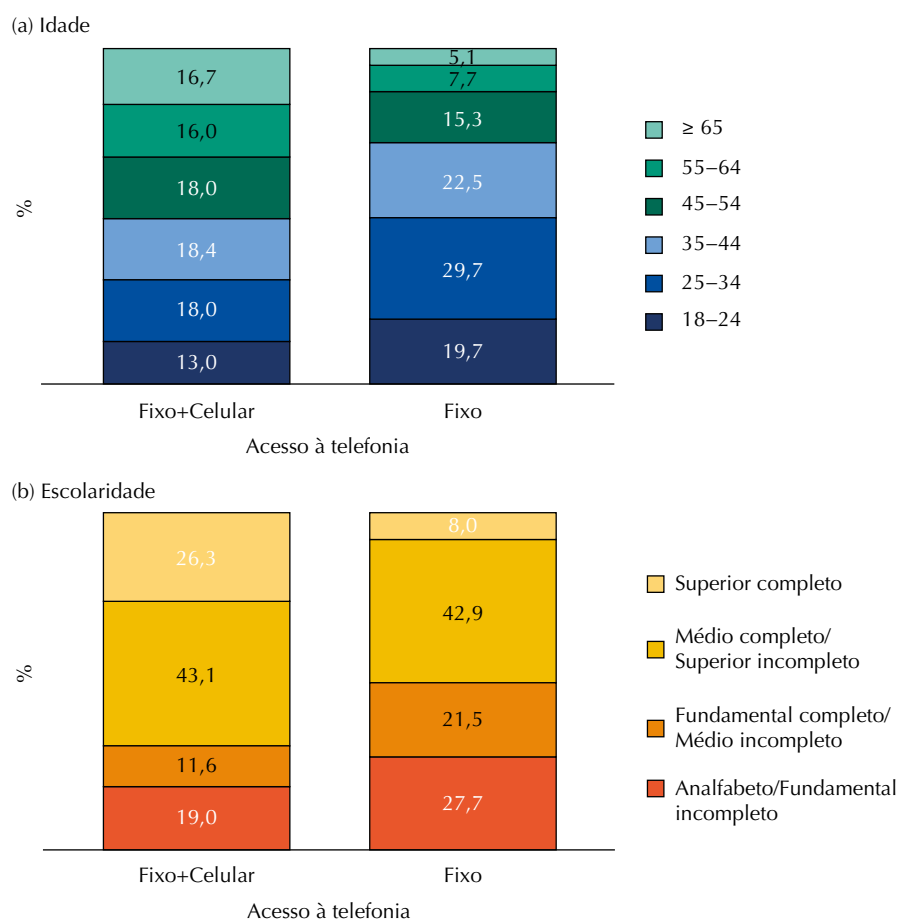 (a) Idade
%
16,7
16,0
18,0
18,4
18,0
13,0
5,1
7,7
15,3
22,5
29,7
19,7
≥ 65
55–64
45–54
35–44
25–34
18–24
Fixo+Celular
Fixo
Acesso à telefonia
(b) Escolaridade
%
26,3
43,1
11,6
19,0
8,0
42,9
21,5
27,7
Superior completo
Médio completo/
Superior incompleto
Fundamental completo/
Médio incompleto
Analfabeto/Fundamental
incompleto
Fixo+Celular
Fixo
Acesso à telefonia